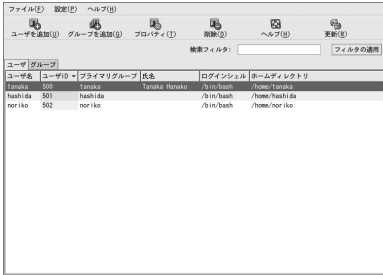 ファイル(F) 設定(P) ヘルプ(H)
ユーザを追加(U) グループを追加(G) プロパティ(T) 削除(D) ヘルプ(H) 更新(R)
検索フィルタ: フィルタの適用
ユーザ グループ
ユーザ名 ユーザID プライマリグループ 氏名 ログインシェル ホームディレクトリ
tanaka 500 tanaka Tanaka Hanako /bin/bash /home/tanaka
hashida 501 hashida /bin/bash /home/hashida
noriko 502 noriko /bin/bash /home/noriko